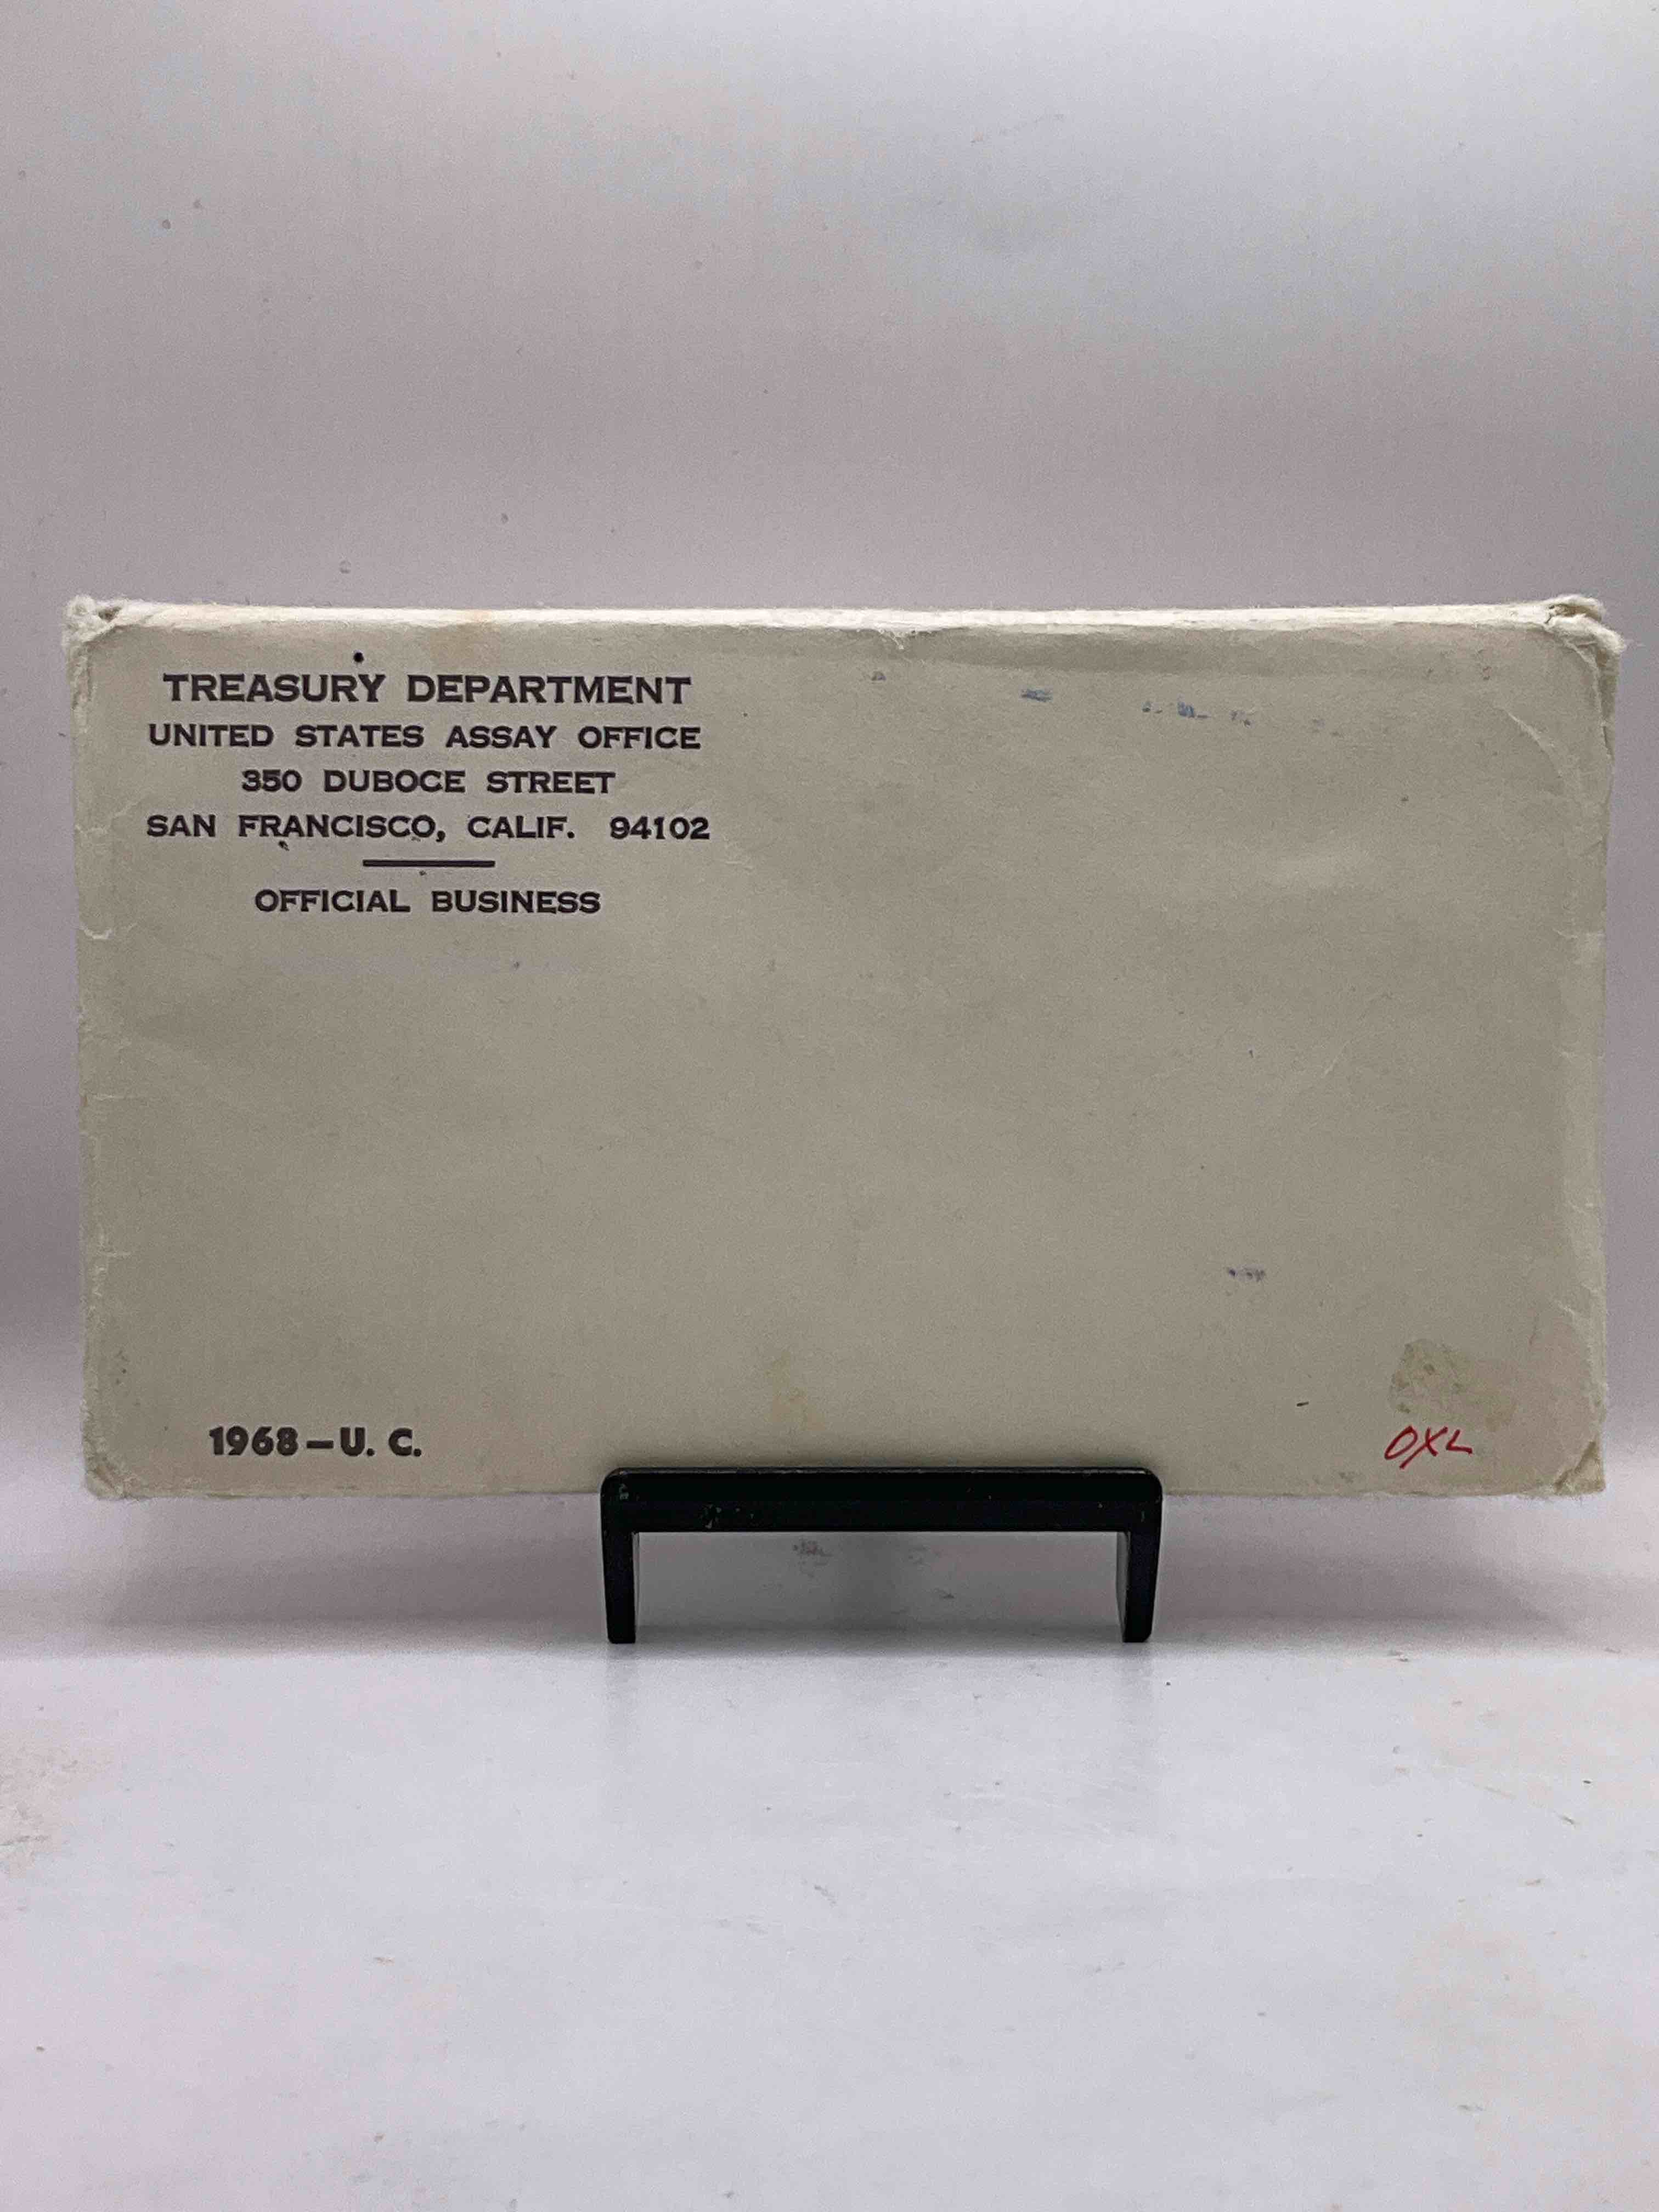 TREASURY DEPARTMENT
UNITED STATES ASSAY OFFICE
350 DUBOCE STREET
SAN FRANCISCO, CALIF. 94102
OFFICIAL BUSINESS
1968-U. C.
OXL